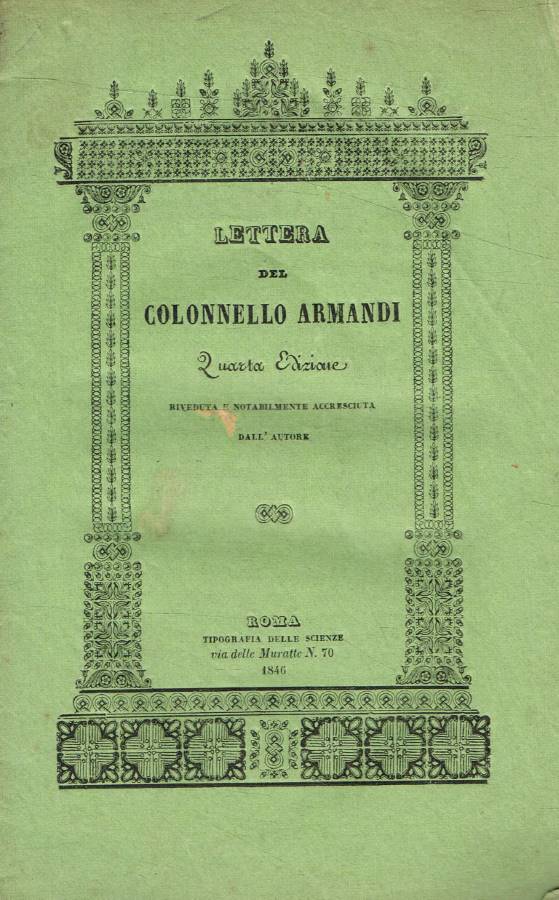 LETTERA
DEL
COLONNELLO ARMANDI
Quarta Edizione
RIVEDUTA E NOTABILMENTE ACCRESCIUTA
DALL' AUTORE
ROMA
TIPOGRAFIA DELLE SCIENZE
via delle Muratte N. 70
1846